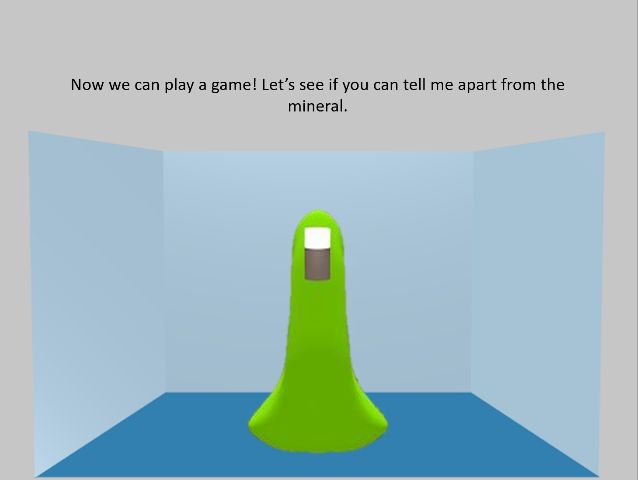 Now we can play a game! Let’s see if you can tell me apart from the
mineral.